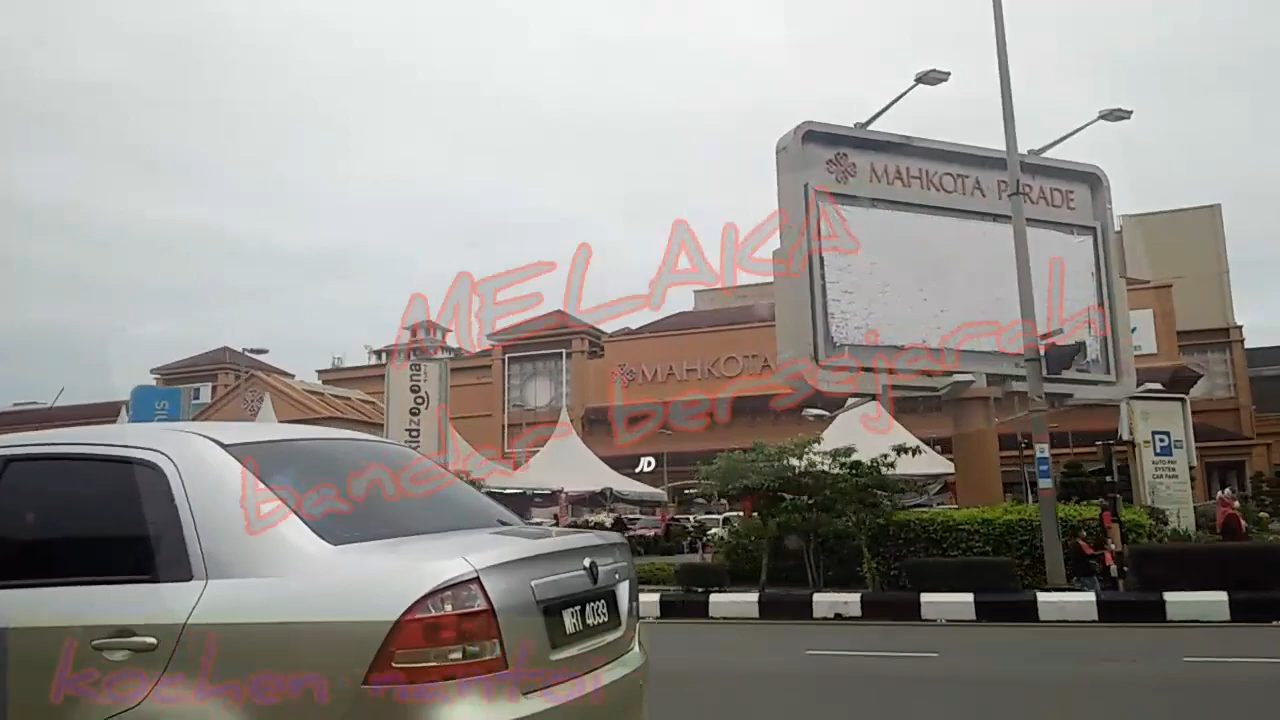 MAHKOTA PARADE
MELAKA
bandar bersejarah
MAHKOTA
kidzooona
JD
P
AUTO PAY
SYSTEM
CAR PARK
WRT 4039